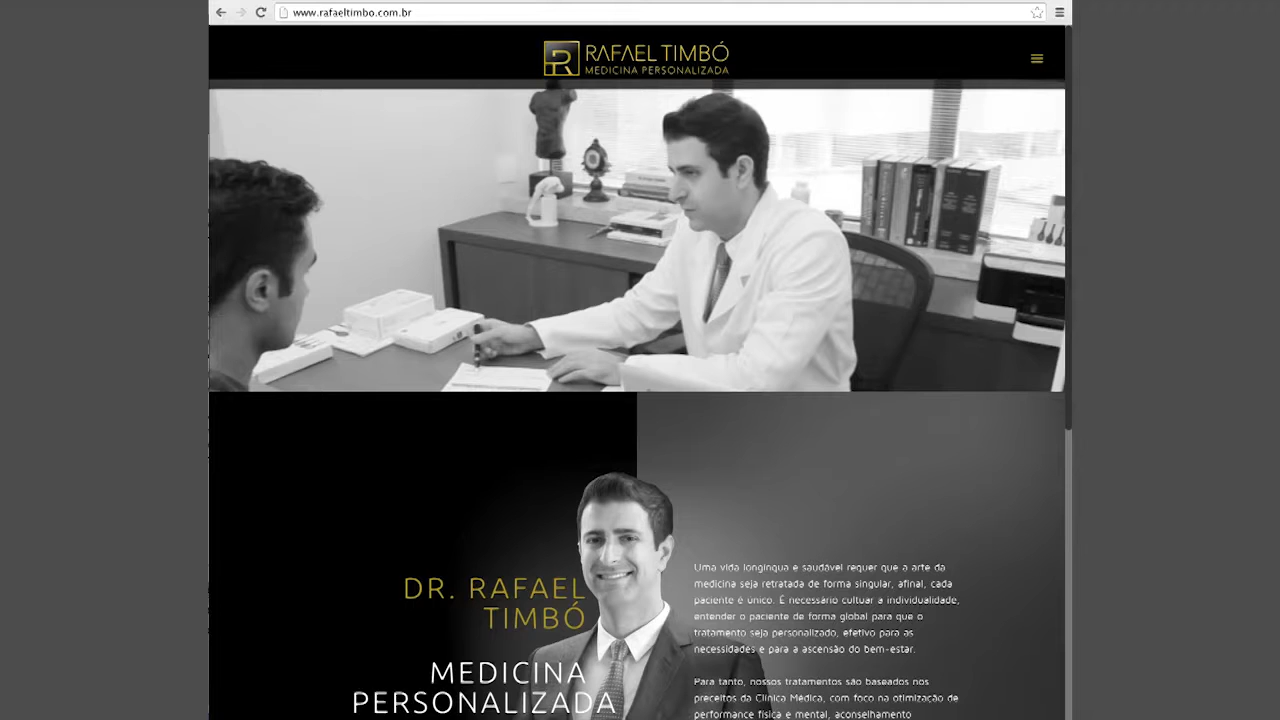 www.rafaeltimbo.com.br
RAFAEL TIMBÓ
MEDICINA PERSONALIZADA
DR. RAFAEL
TIMBÓ
MEDICINA
PERSONALIZADA
Uma vida longínqua e saudável requer que a arte da
medicina seja retratada de forma singular, afinal, cada
paciente é único. É necessário cultuar a individualidade,
entender o paciente de forma global para que o
tratamento seja personalizado, efetivo para as
necessidades e para a ascensão do bem-estar.
Para tanto, nossos tratamentos são baseados nos
preceitos da Clínica Médica, com foco na otimização de
performance física e mental, aconselhamento